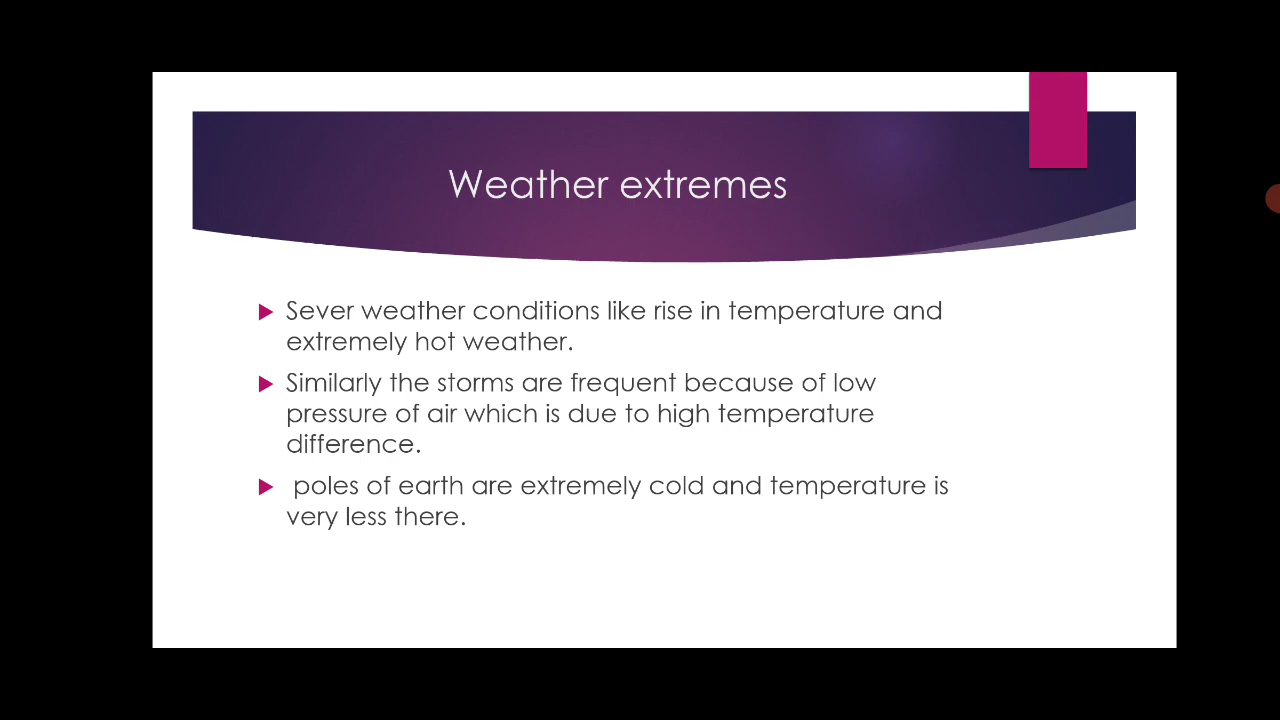 Weather extremes
Sever weather conditions like rise in temperature and
extremely hot weather.
Similarly the storms are frequent because of low
pressure of air which is due to high temperature
difference.
poles of earth are extremely cold and temperature is
very less there.